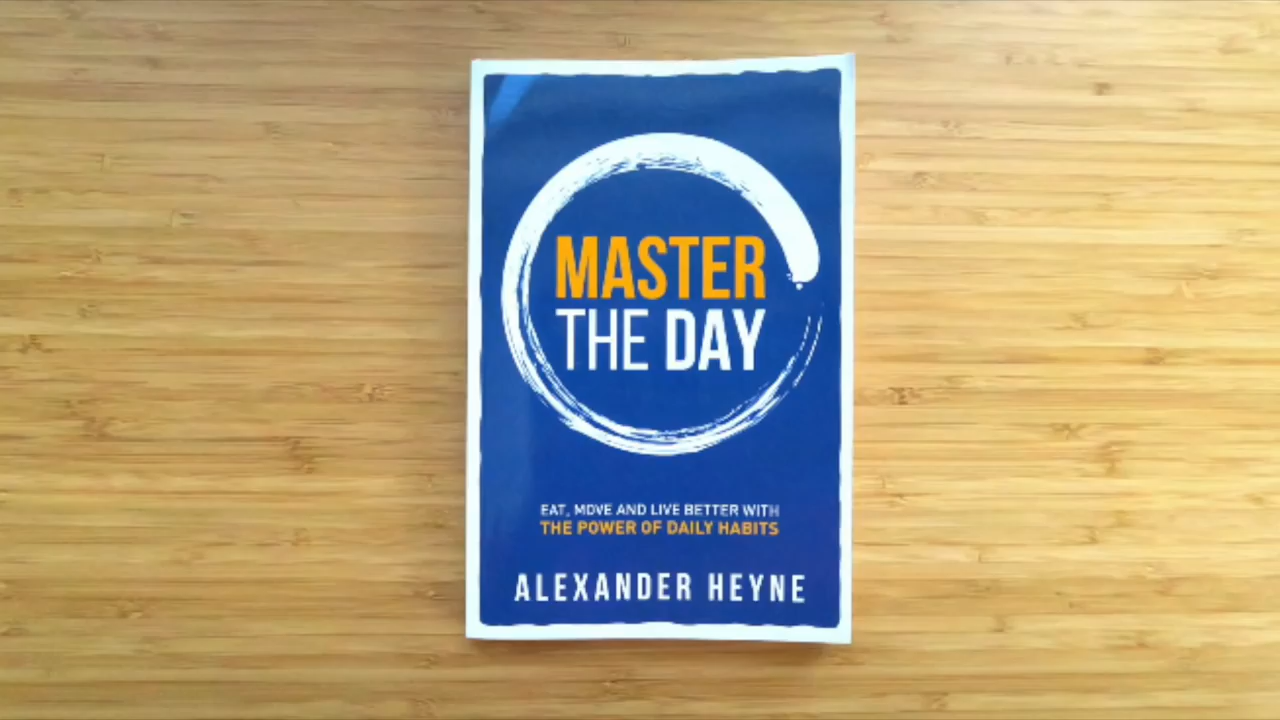 MASTER
THE DAY
EAT, MOVE AND LIVE BETTER WITH
THE POWER OF DAILY HABITS
ALEXANDER HEYNE